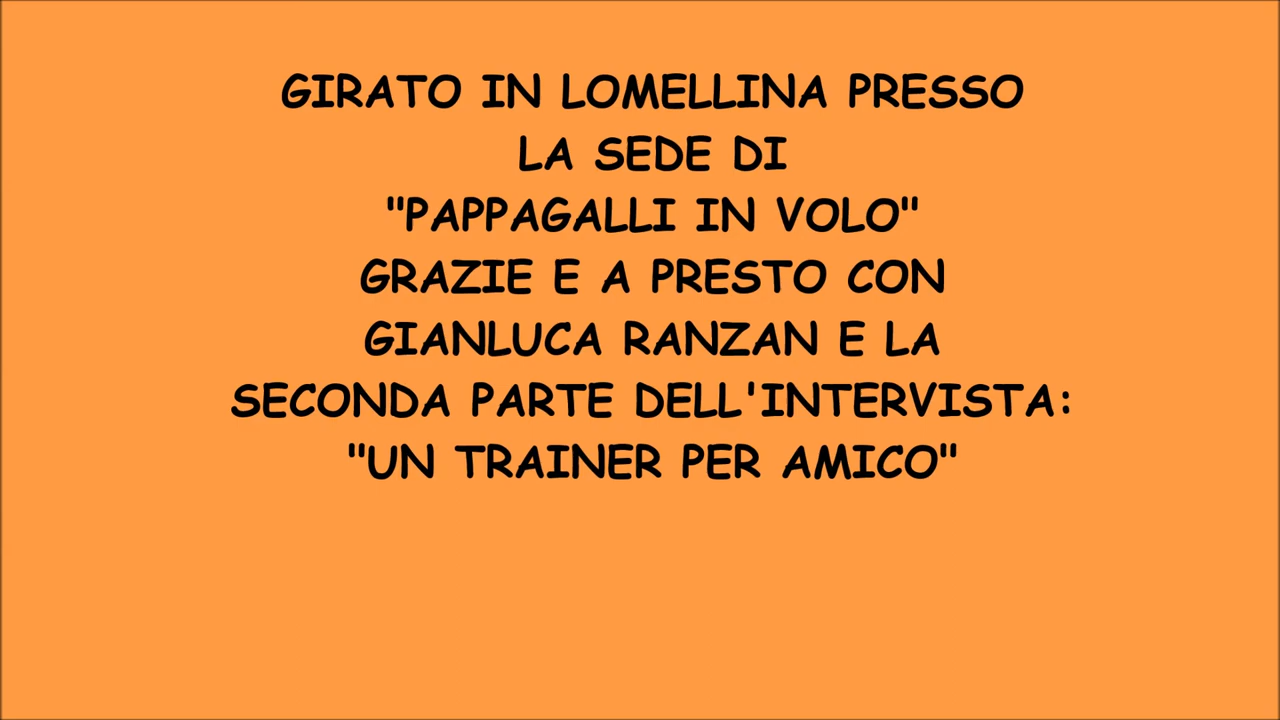 GIRATO IN LOMELLINA PRESSO
LA SEDE DI
"PAPPAGALLI IN VOLO"
GRAZIE E A PRESTO CON
GIANLUCA RANZAN E LA
SECONDA PARTE DELL'INTERVISTA:
"UN TRAINER PER AMICO"